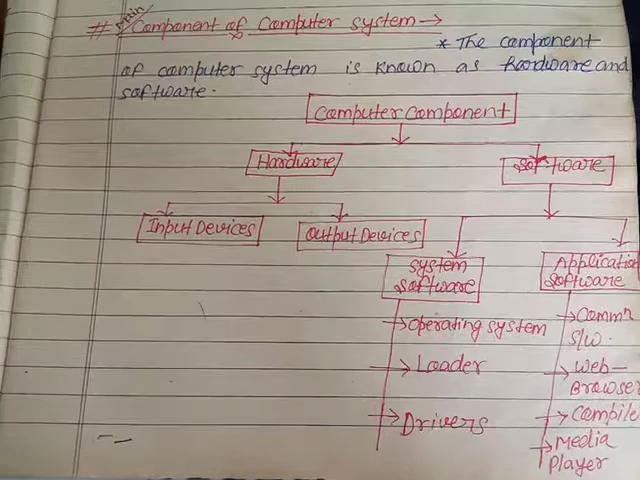 # Component of Computer system →
* The component
of computer system is known as hardware and
software.
Computer Component
Hardware
Software
Input Devices
Output Devices
System
Software
Application
Software
→ Operating system
→ Loader
→ Drivers
→ Commn
S/W.
→ Web-
Browser
→ Compile
→ Media
Player